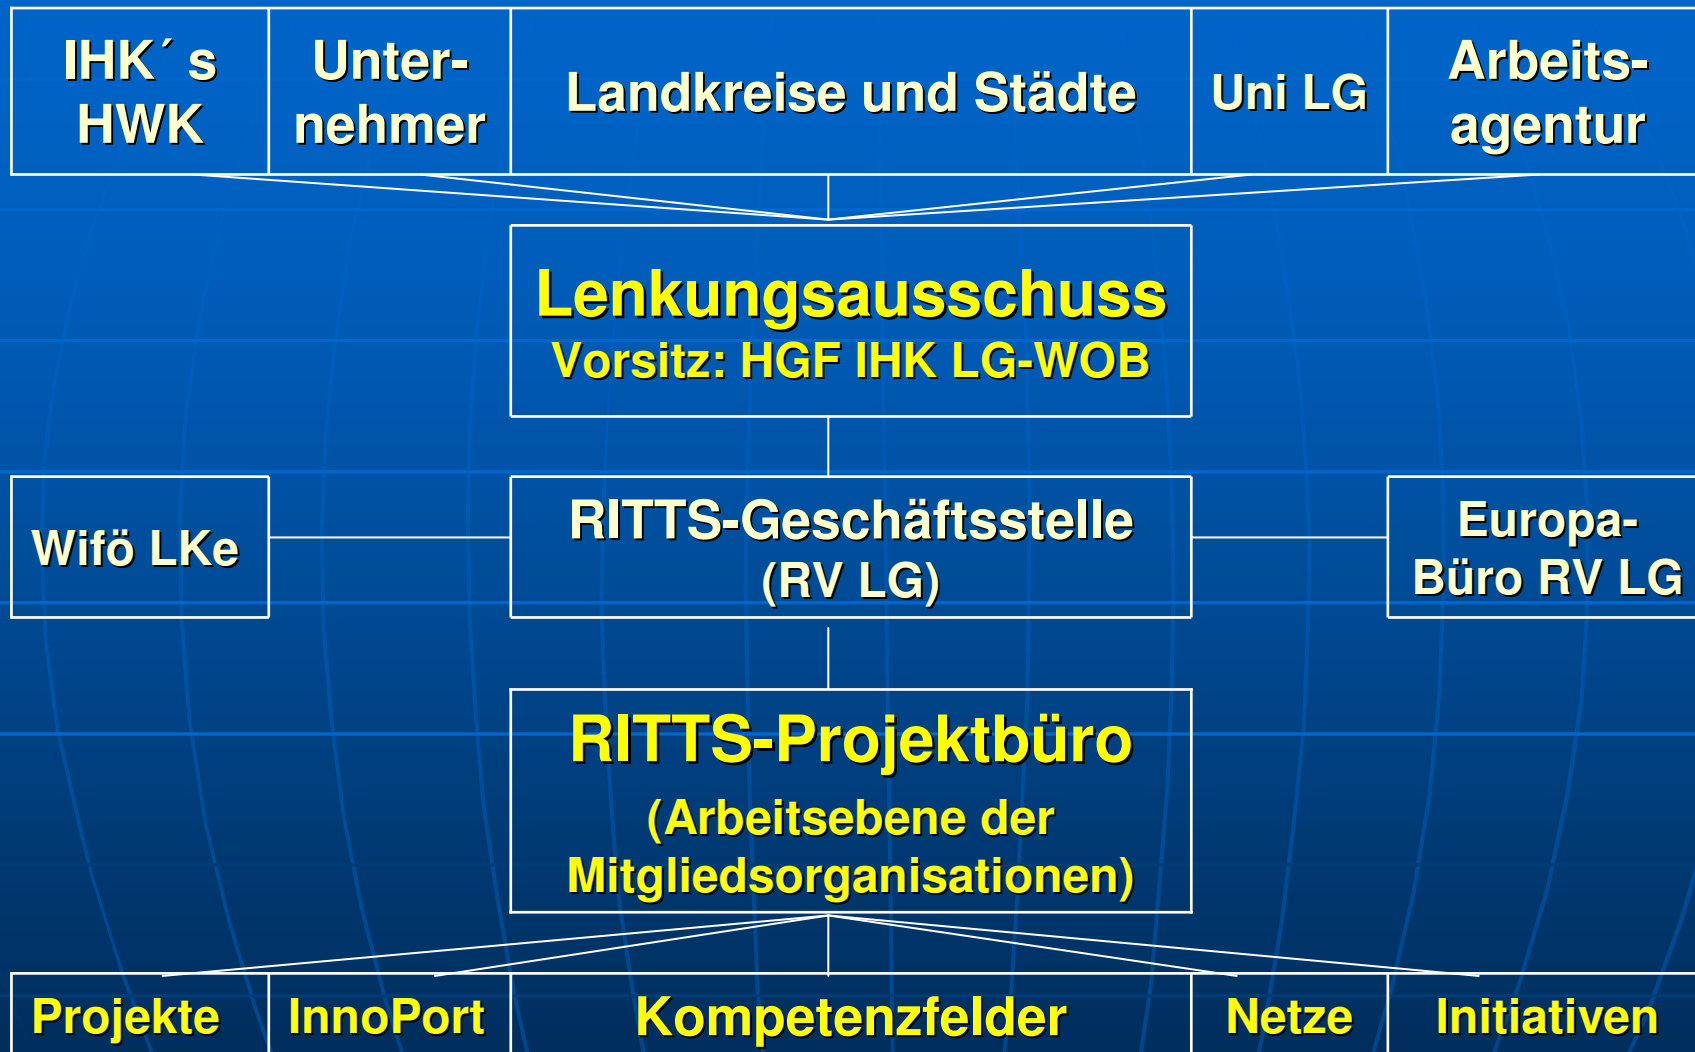 IHK´s
HWK
Unter-
nehmer
Landkreise und Städte
Uni LG
Arbeits-
agentur
Lenkungsausschuss
Vorsitz: HGF IHK LG-WOB
Wifö LKe
RITTS-Geschäftsstelle
(RV LG)
Europa-
Büro RV LG
RITTS-Projektbüro
(Arbeitsebene der
Mitgliedsorganisationen)
Projekte
InnoPort
Kompetenzfelder
Netze
Initiativen